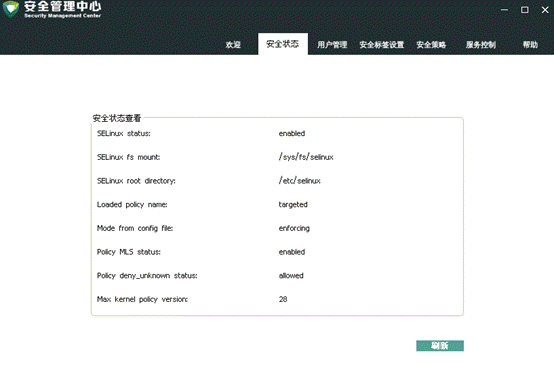 安全管理中心
Security Management Center
欢迎 安全状态 用户管理 安全标签设置 安全策略 服务控制 帮助
安全状态查看
SELinux status: enabled
SELinux fs mount: /sys/fs/selinux
SELinux root directory: /etc/selinux
Loaded policy name: targeted
Mode from config file: enforcing
Policy MLS status: enabled
Policy deny_unknown status: allowed
Max kernel policy version: 28
刷新